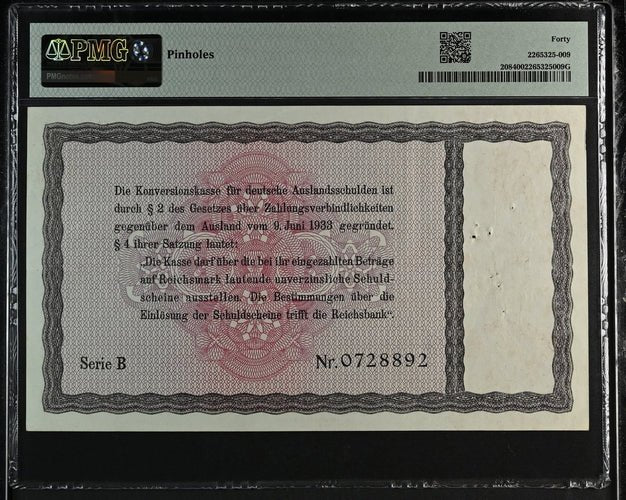 PMG
PMGnotes.com
Pinholes
Forty
2265325-009
2084002265325009G
Die Konversionskasse für deutsche Auslandsschulden ist
durch § 2 des Gesetzes über Zahlungsverbindlichkeiten
gegenüber dem Ausland vom 9. Juni 1933 gegründet.
§ 4 ihrer Satzung lautet:
„Die Kasse darf über die bei ihr eingezahlten Beträge
auf Reichsmark lautende unverzinsliche Schuld-
scheine ausstellen. Die Bestimmungen über die
Einlösung der Schuldscheine trifft die Reichsbank“.
Serie B
Nr. 0728892